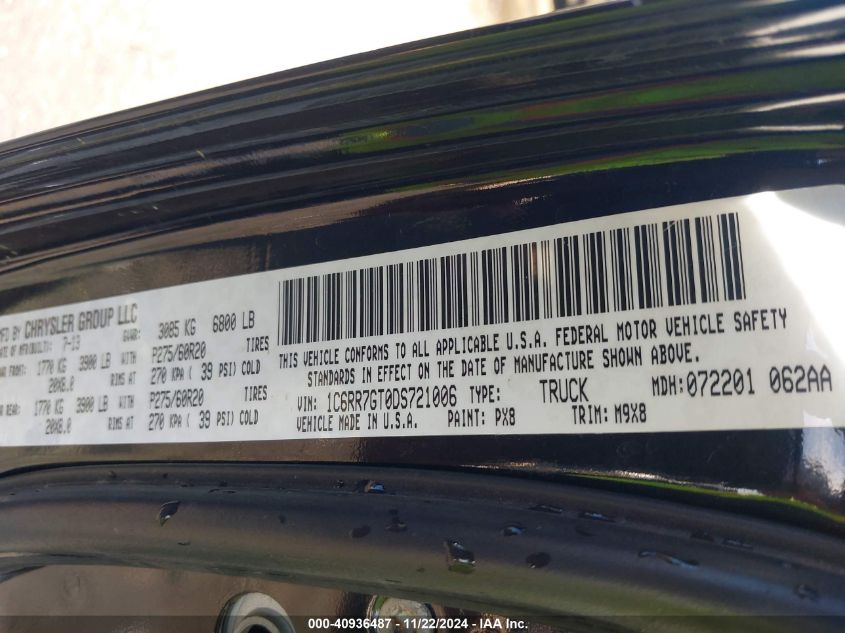 MFD BY CHRYSLER GROUP LLC
DATE OF MFR(BUILT): 7-13 GVWR: 3085 KG 6800 LB
FRONT: 1770 KG 3900 LB WITH P275/60R20 TIRES
20X8.0 RIMS AT 270 KPA ( 39 PSI) COLD
REAR: 1770 KG 3900 LB WITH P275/60R20 TIRES
20X8.0 RIMS AT 270 KPA ( 39 PSI) COLD
THIS VEHICLE CONFORMS TO ALL APPLICABLE U.S.A. FEDERAL MOTOR VEHICLE SAFETY
STANDARDS IN EFFECT ON THE DATE OF MANUFACTURE SHOWN ABOVE.
VIN: 1C6RR7GT0DS721006 TYPE: TRUCK MDH:072201 062AA
VEHICLE MADE IN U.S.A. PAINT: PX8 TRIM: M9X8
000-40936487 - 11/22/2024 - IAA Inc.